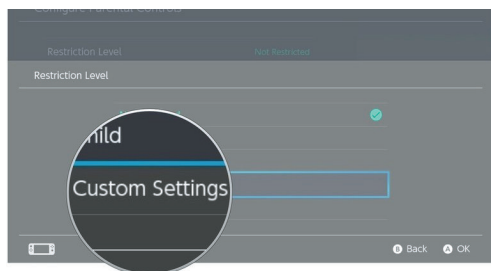 Configure Parental Controls
Restriction Level Not Restricted
Restriction Level
hild
Custom Settings
B Back A OK